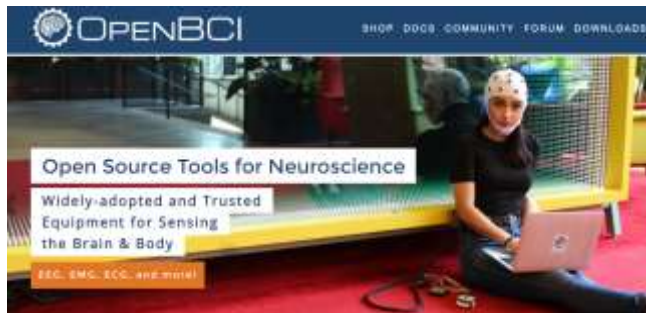 OPENBCI
SHOP DOCS COMMUNITY FORUM DOWNLOADS
Open Source Tools for Neuroscience
Widely-adopted and Trusted
Equipment for Sensing
the Brain & Body
EEG, EMG, ECG, and more!